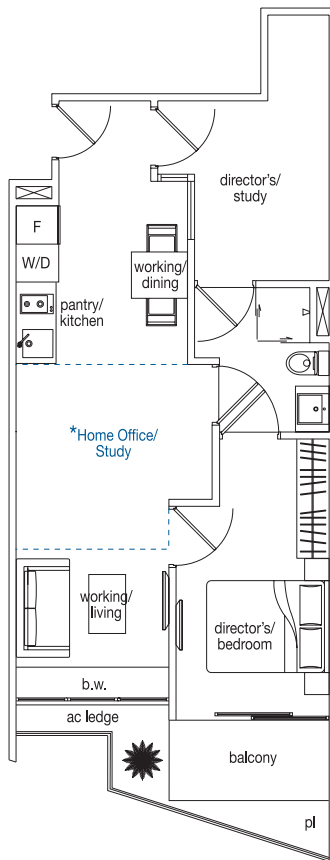 director's/
study
F
W/D
working/
dining
pantry/
kitchen
*Home Office/
Study
working/
living
director's/
bedroom
b.w.
ac ledge
balcony
pl